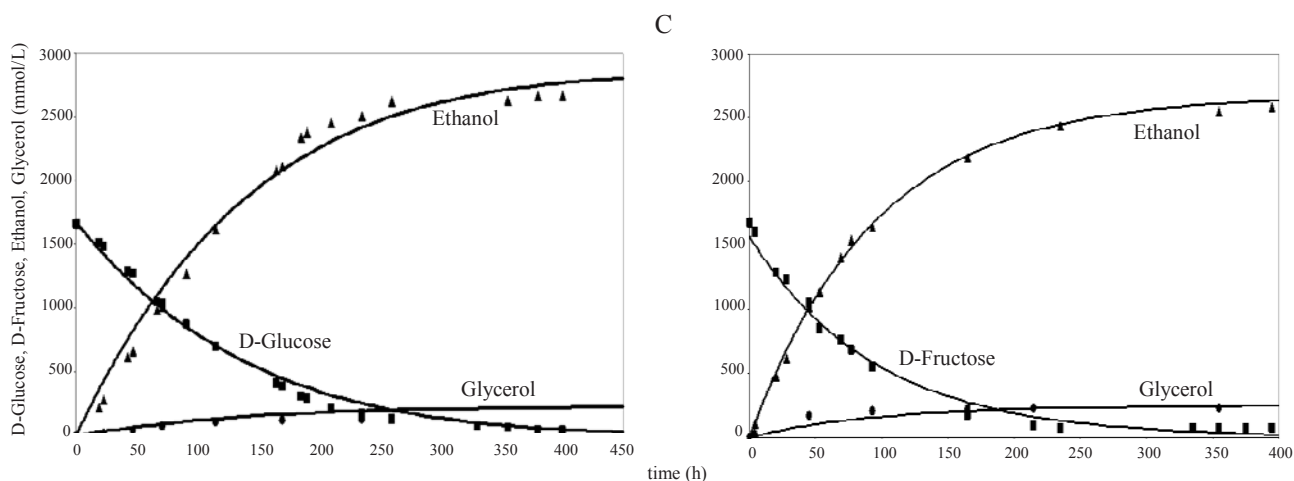 C
D-Glucose, D-Fructose, Ethanol, Glycerol (mmol/L)
3000
2500
2000
1500
1000
500
0
Ethanol
D-Glucose
Glycerol
0 50 100 150 200 250 300 350 400 450
3000
2500
2000
1500
1000
500
0
Ethanol
D-Fructose
Glycerol
0 50 100 150 200 250 300 350 400
time (h)